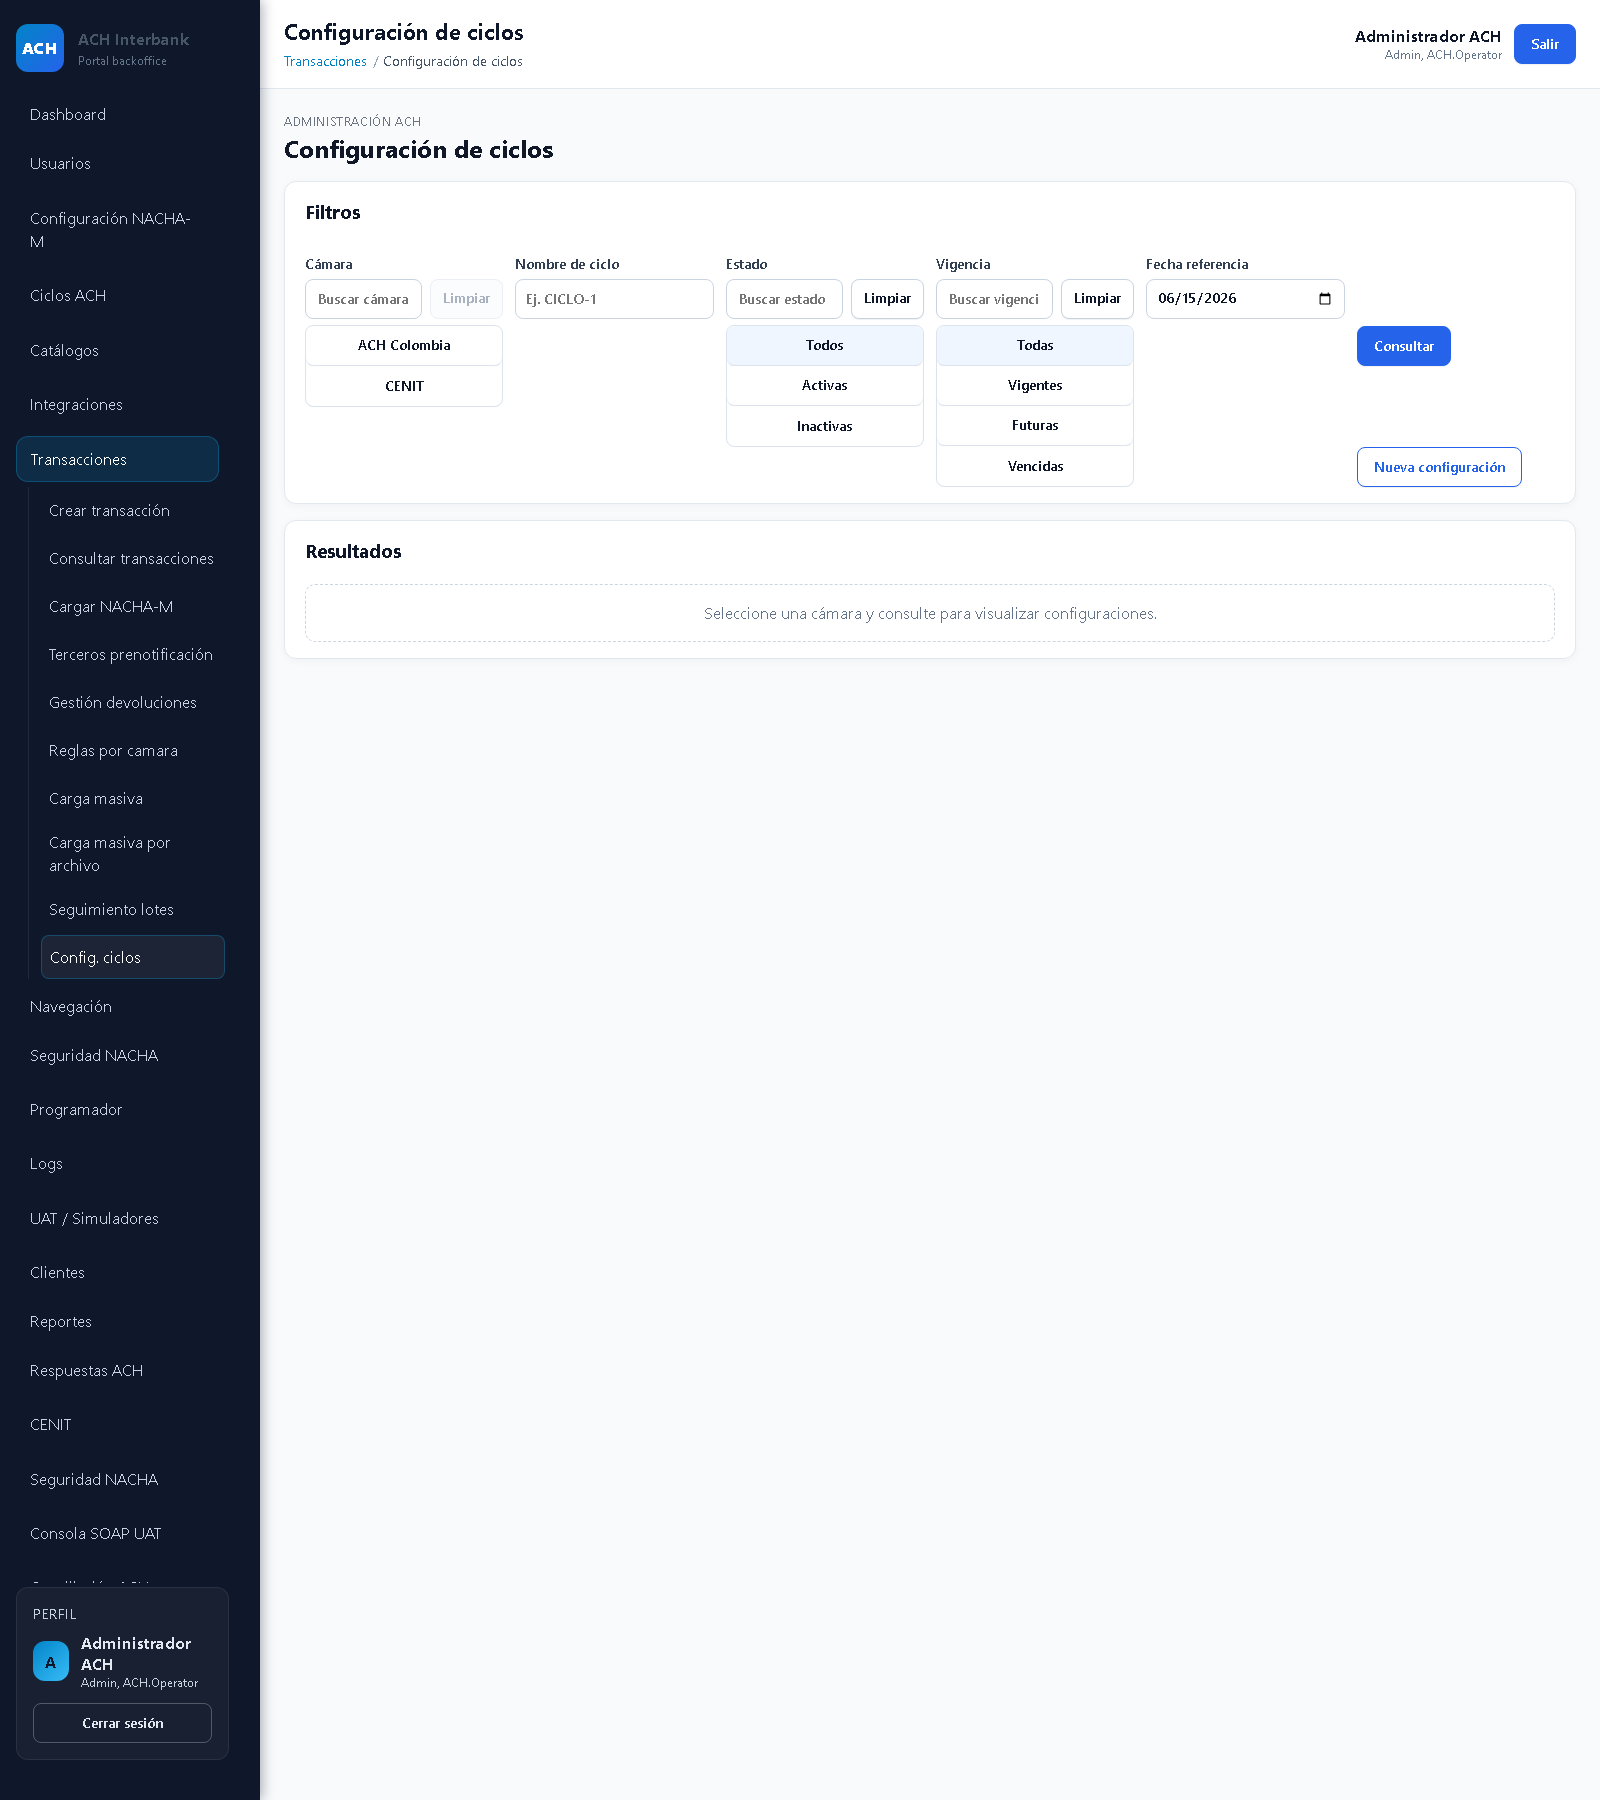 ACH
ACH Interbank
Portal backoffice
Dashboard
Usuarios
Configuración NACHA-
M
Ciclos ACH
Catálogos
Integraciones
Transacciones
Crear transacción
Consultar transacciones
Cargar NACHA-M
Terceros prenotificación
Gestión devoluciones
Reglas por camara
Carga masiva
Carga masiva por
archivo
Seguimiento lotes
Config. ciclos
Navegación
Seguridad NACHA
Programador
Logs
UAT / Simuladores
Clientes
Reportes
Respuestas ACH
CENIT
Seguridad NACHA
Consola SOAP UAT
PERFIL
A
Administrador
ACH
Admin, ACH.Operator
Cerrar sesión
Configuración de ciclos
Transacciones / Configuración de ciclos
Administrador ACH
Admin, ACH.Operator
Salir
ADMINISTRACIÓN ACH
Configuración de ciclos
Filtros
Cámara
Buscar cámara
Limpiar
ACH Colombia
CENIT
Nombre de ciclo
Ej. CICLO-1
Estado
Buscar estado
Limpiar
Todos
Activas
Inactivas
Vigencia
Buscar vigenci
Limpiar
Todas
Vigentes
Futuras
Vencidas
Fecha referencia
06/15/2026
Consultar
Nueva configuración
Resultados
Seleccione una cámara y consulte para visualizar configuraciones.